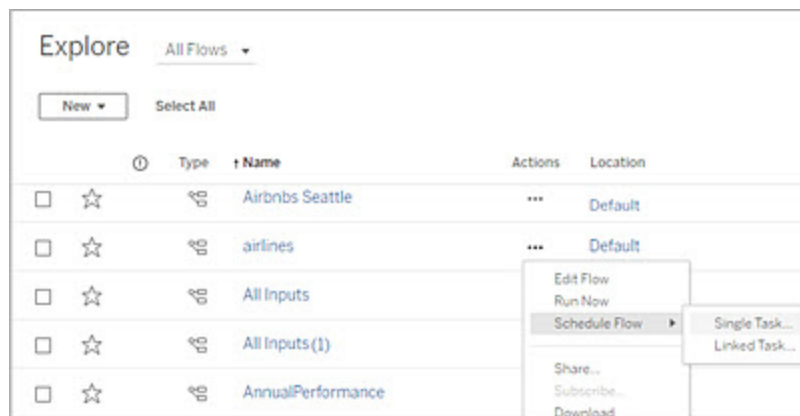 Explore All Flows
New Select All
Type Name Actions Location
Airbnbs Seattle ... Default
airlines ... Default
Edit Flow
All Inputs
Run Now
Schedule Flow Single Task...
All Inputs (1) Linked Task...
Share...
Subscribe...
AnnualPerformance
Download